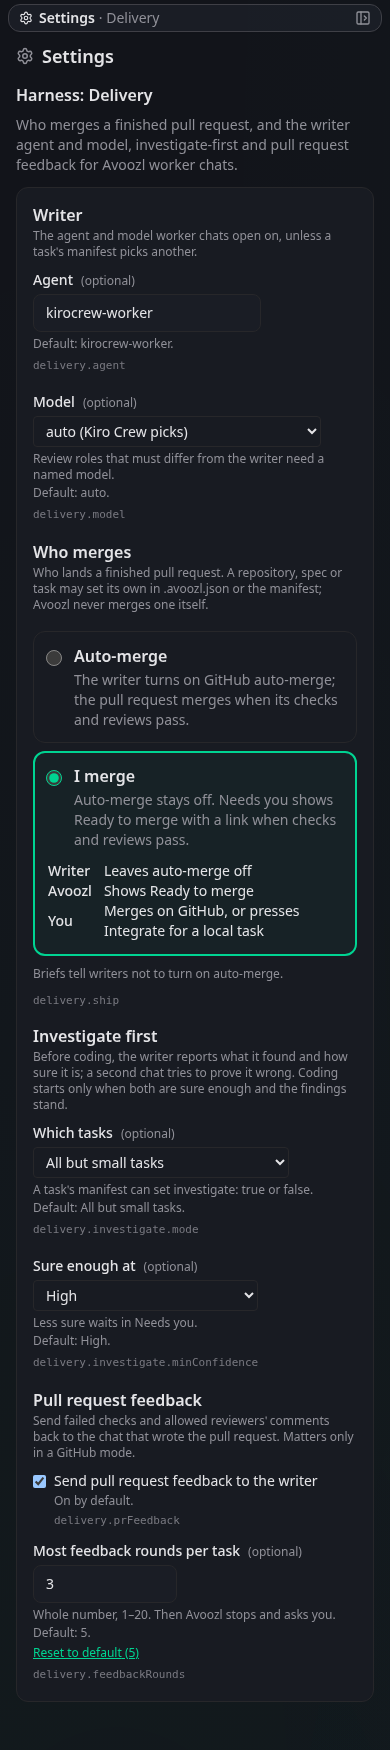 Settings · Delivery
Settings
Harness: Delivery
Who merges a finished pull request, and the writer
agent and model, investigate-first and pull request
feedback for Avoozl worker chats.
Writer
The agent and model worker chats open on, unless a
task's manifest picks another.
Agent (optional)
kirocrew-worker
Default: kirocrew-worker.
delivery.agent
Model (optional)
auto (Kiro Crew picks)
Review roles that must differ from the writer need a
named model.
Default: auto.
delivery.model
Who merges
Who lands a finished pull request. A repository, spec or
task may set its own in .avoozl.json or the manifest;
Avoozl never merges one itself.
Auto-merge
The writer turns on GitHub auto-merge;
the pull request merges when its checks
and reviews pass.
I merge
Auto-merge stays off. Needs you shows
Ready to merge with a link when checks
and reviews pass.
Writer Leaves auto-merge off
Avoozl Shows Ready to merge
You Merges on GitHub, or presses
Integrate for a local task
Briefs tell writers not to turn on auto-merge.
delivery.ship
Investigate first
Before coding, the writer reports what it found and how
sure it is; a second chat tries to prove it wrong. Coding
starts only when both are sure enough and the findings
stand.
Which tasks (optional)
All but small tasks
A task's manifest can set investigate: true or false.
Default: All but small tasks.
delivery.investigate.mode
Sure enough at (optional)
High
Less sure waits in Needs you.
Default: High.
delivery.investigate.minConfidence
Pull request feedback
Send failed checks and allowed reviewers' comments
back to the chat that wrote the pull request. Matters only
in a GitHub mode.
Send pull request feedback to the writer
On by default.
delivery.prFeedback
Most feedback rounds per task (optional)
3
Whole number, 1–20. Then Avoozl stops and asks you.
Default: 5.
Reset to default (5)
delivery.feedbackRounds